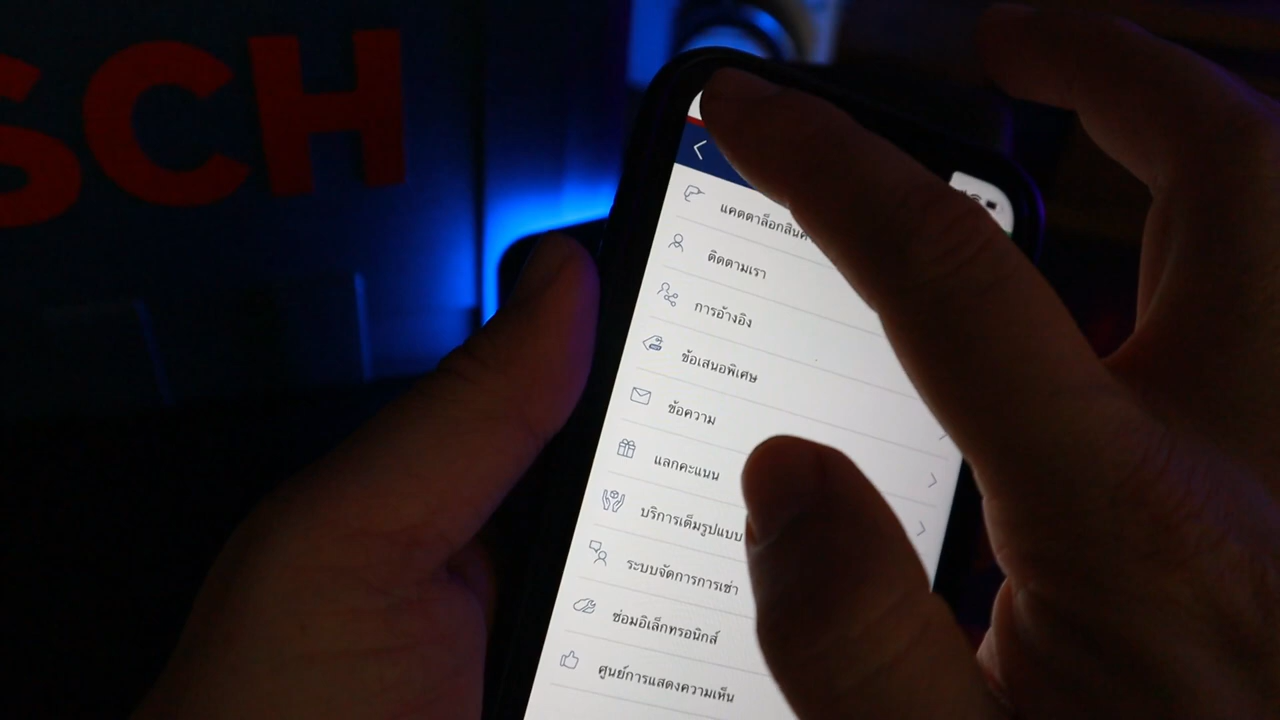 SCH
แคตตาล็อกสินค้
ติดตามเรา
การอ้างอิง
ข้อเสนอพิเศษ
ข้อความ
แลกคะแนน
บริการเต็มรูปแบบ
ระบบจัดการการเช่า
ซ่อมอิเล็กทรอนิกส์
ศูนย์การแสดงความเห็น